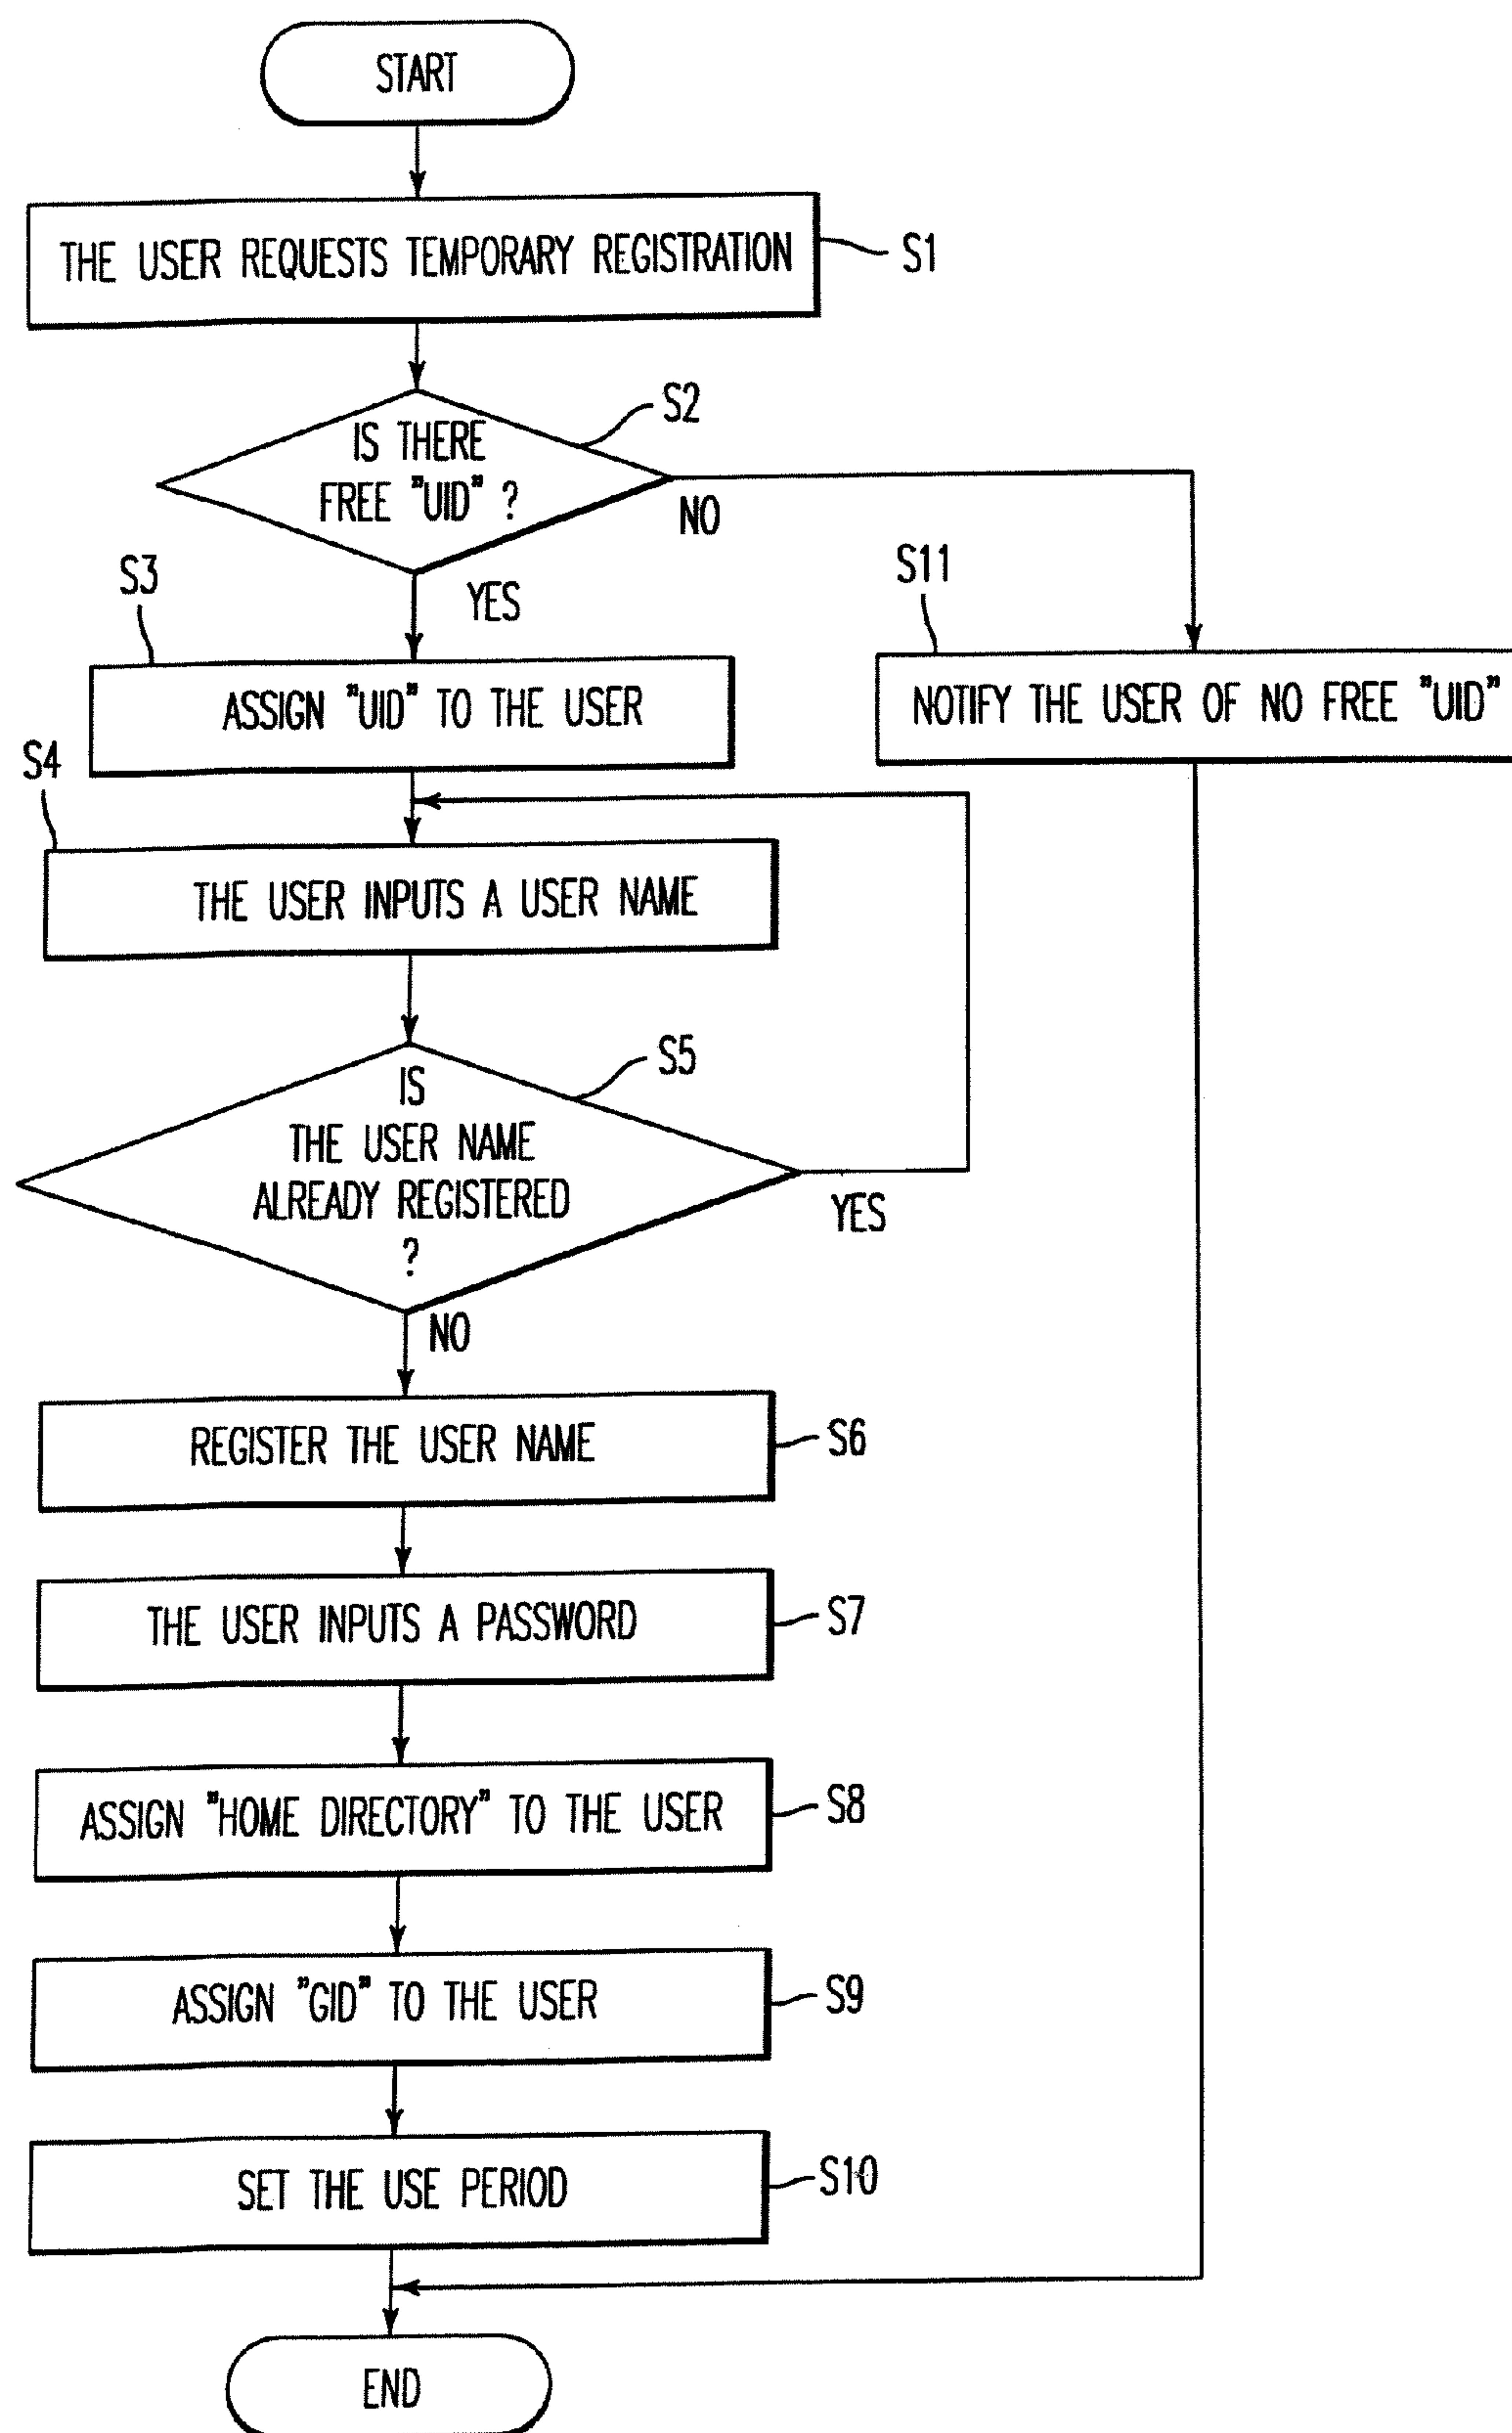 START
THE USER REQUESTS TEMPORARY REGISTRATION
S1
S2
IS THERE
FREE "UID" ?
NO
YES
S3
ASSIGN "UID" TO THE USER
S11
NOTIFY THE USER OF NO FREE "UID"
S4
THE USER INPUTS A USER NAME
S5
IS
THE USER NAME
ALREADY REGISTERED
?
YES
NO
REGISTER THE USER NAME
S6
THE USER INPUTS A PASSWORD
S7
ASSIGN "HOME DIRECTORY" TO THE USER
S8
ASSIGN "GID" TO THE USER
S9
SET THE USE PERIOD
S10
END